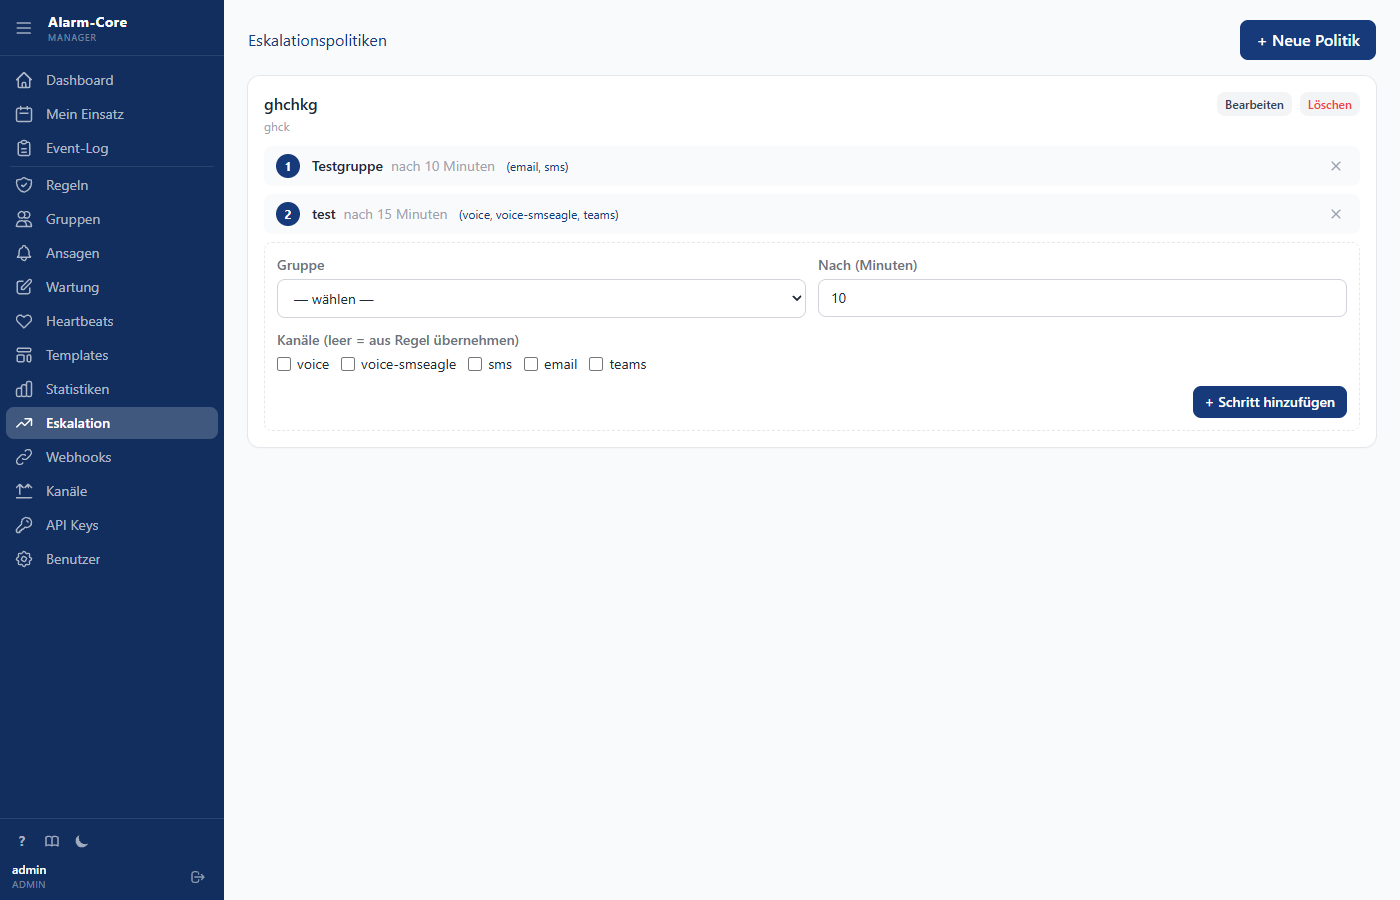 Alarm-Core
MANAGER
Dashboard
Mein Einsatz
Event-Log
Regeln
Gruppen
Ansagen
Wartung
Heartbeats
Templates
Statistiken
Eskalation
Webhooks
Kanäle
API Keys
Benutzer
?
admin
ADMIN
Eskalationspolitiken
+ Neue Politik
ghchkg
Bearbeiten Löschen
ghck
1 Testgruppe nach 10 Minuten (email, sms) ×
2 test nach 15 Minuten (voice, voice-smseagle, teams) ×
Gruppe Nach (Minuten)
— wählen — 10
Kanäle (leer = aus Regel übernehmen)
voice voice-smseagle sms email teams
+ Schritt hinzufügen